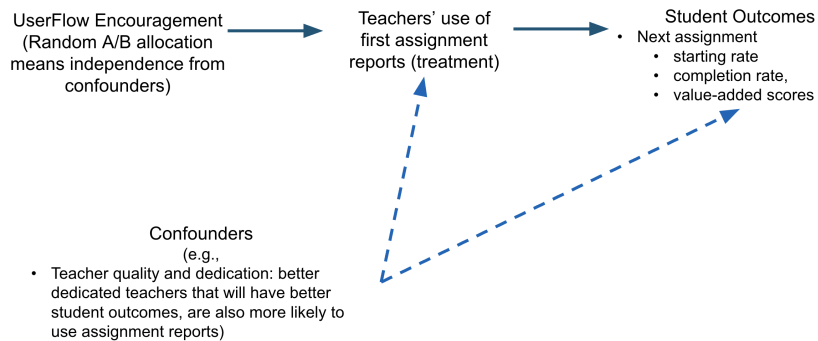 UserFlow Encouragement
(Random A/B allocation
means independence from
confounders)
Teachers’ use of
first assignment
reports (treatment)
Student Outcomes
• Next assignment
• starting rate
• completion rate,
• value-added scores
Confounders
(e.g.,
• Teacher quality and dedication: better
dedicated teachers that will have better
student outcomes, are also more likely to
use assignment reports)